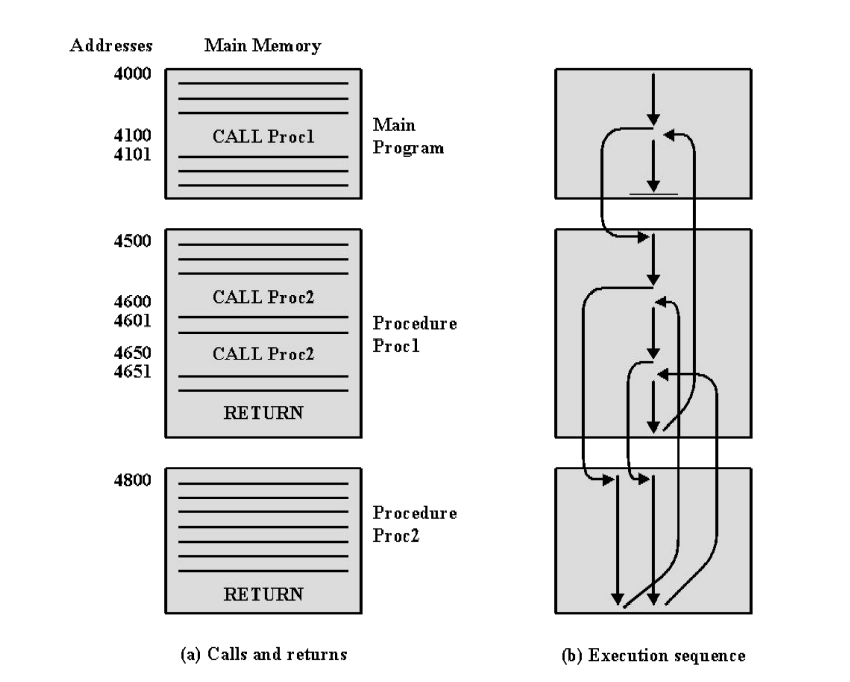 Addresses Main Memory
4000
4100 CALL Proc1
4101
Main
Program
4500
4600 CALL Proc2
4601
4650 CALL Proc2
4651
RETURN
Procedure
Proc1
4800
RETURN
Procedure
Proc2
(a) Calls and returns
(b) Execution sequence